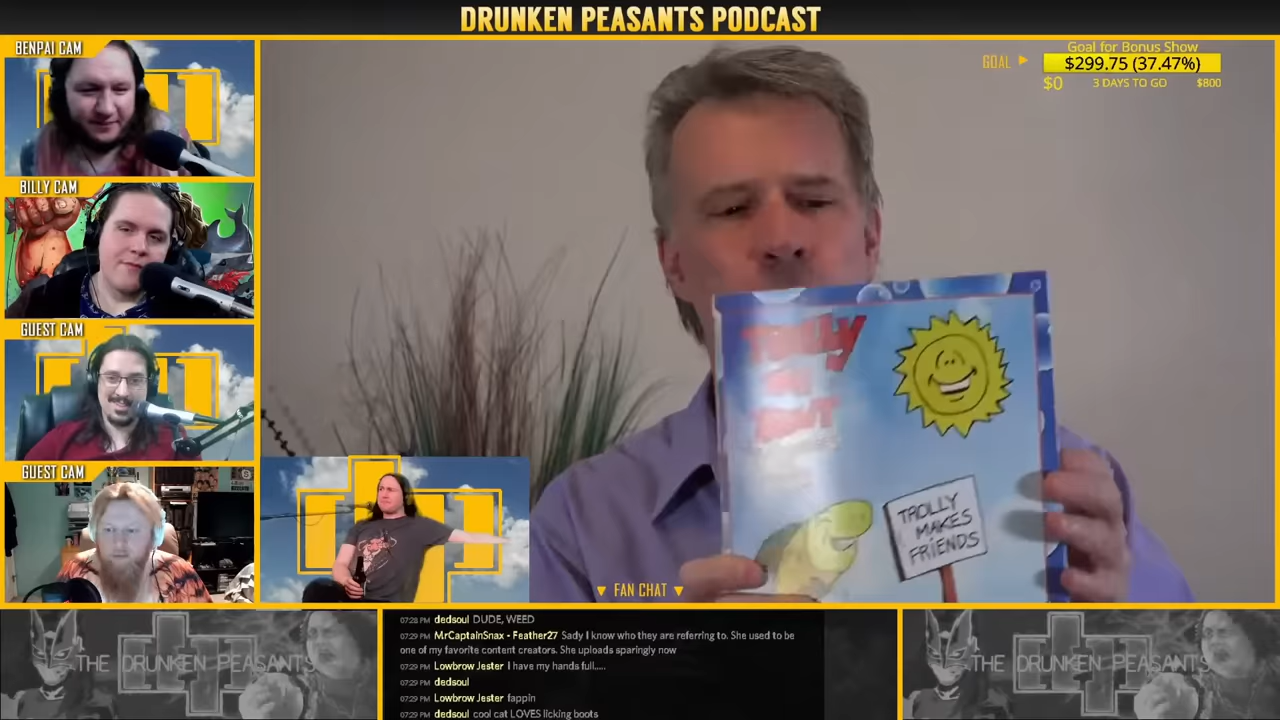 DRUNKEN PEASANTS PODCAST
BENPAI CAM
BILLY CAM
GUEST CAM
GUEST CAM
GOAL
Goal for Bonus Show
$299.75 (37.47%)
$0 3 DAYS TO GO $800
TROLLY
TROLLY
MAKES
FRIENDS
FAN CHAT
THE DRUNKEN PEASANTS
07:28 PM dedsoul DUDE, WEED
07:29 PM MrCaptainSnax - Feather27 Sady I know who they are referring to. She used to be
one of my favorite content creators. She uploads sparingly now
07:29 PM Lowbrow Jester I have my hands full.....
07:29 PM dedsoul
07:29 PM Lowbrow Jester fappin
07:29 PM dedsoul cool cat LOVES licking boots
THE DRUNKEN PEASANTS